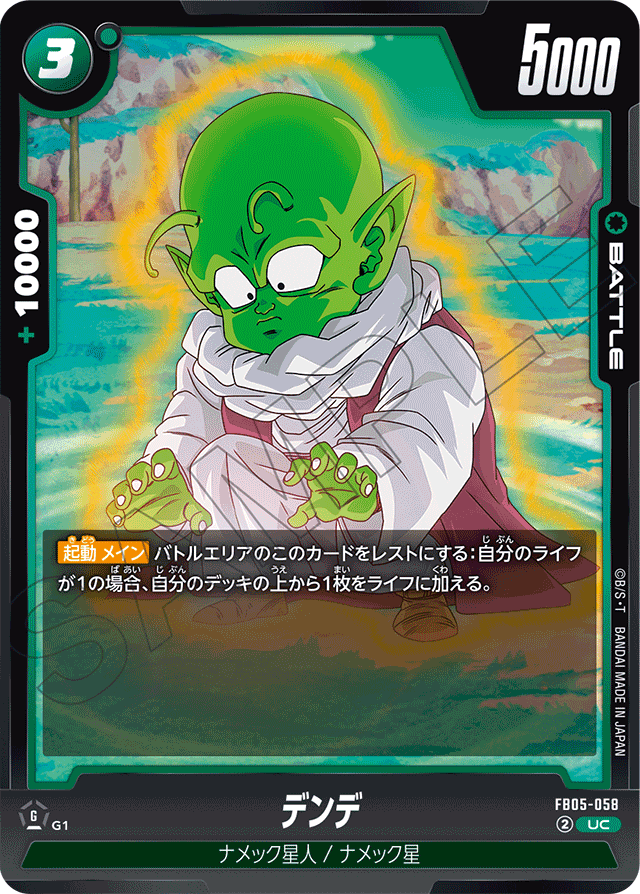 3
5000
+ 10000
BATTLE
SAMPLE
起動 メイン バトルエリアのこのカードをレストにする：自分のライフ
が1の場合、自分のデッキの上から1枚をライフに加える。
©B/S・T BANDAI MADE IN JAPAN
デンデ
FB05-058
G G1
② UC
ナメック星人 / ナメック星